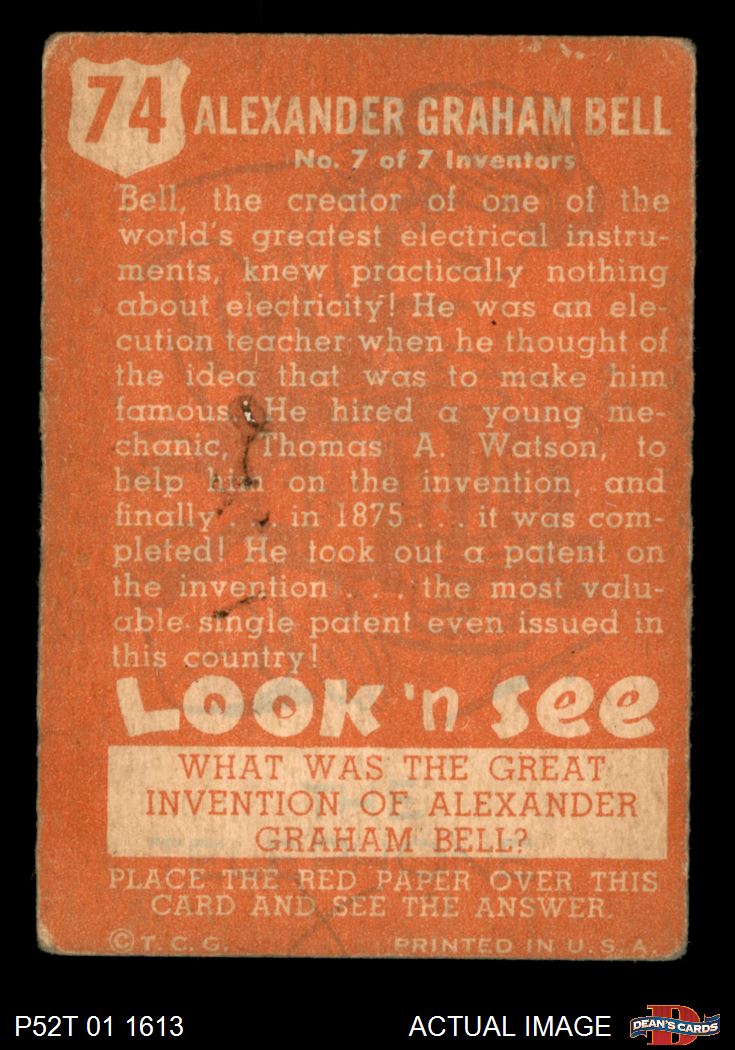 74
ALEXANDER GRAHAM BELL
No. 7 of 7 Inventors
Bell, the creator of one of the
world's greatest electrical instru-
ments, knew practically nothing
about electricity! He was an ele-
cution teacher when he thought of
the idea that was to make him
famous. He hired a young me-
chanic, Thomas A. Watson, to
help him on the invention, and
finally . . . in 1875 . . . it was com-
pleted! He took out a patent on
the invention . . . the most valu-
able single patent even issued in
this country!
LOOK 'n SEE
WHAT WAS THE GREAT
INVENTION OF ALEXANDER
GRAHAM BELL?
THE
TELEPHONE
PLACE THE RED PAPER OVER THIS
CARD AND SEE THE ANSWER.
© T. C. G. PRINTED IN U. S. A.
P52T 01 1613 ACTUAL IMAGE D DEAN'S CARDS